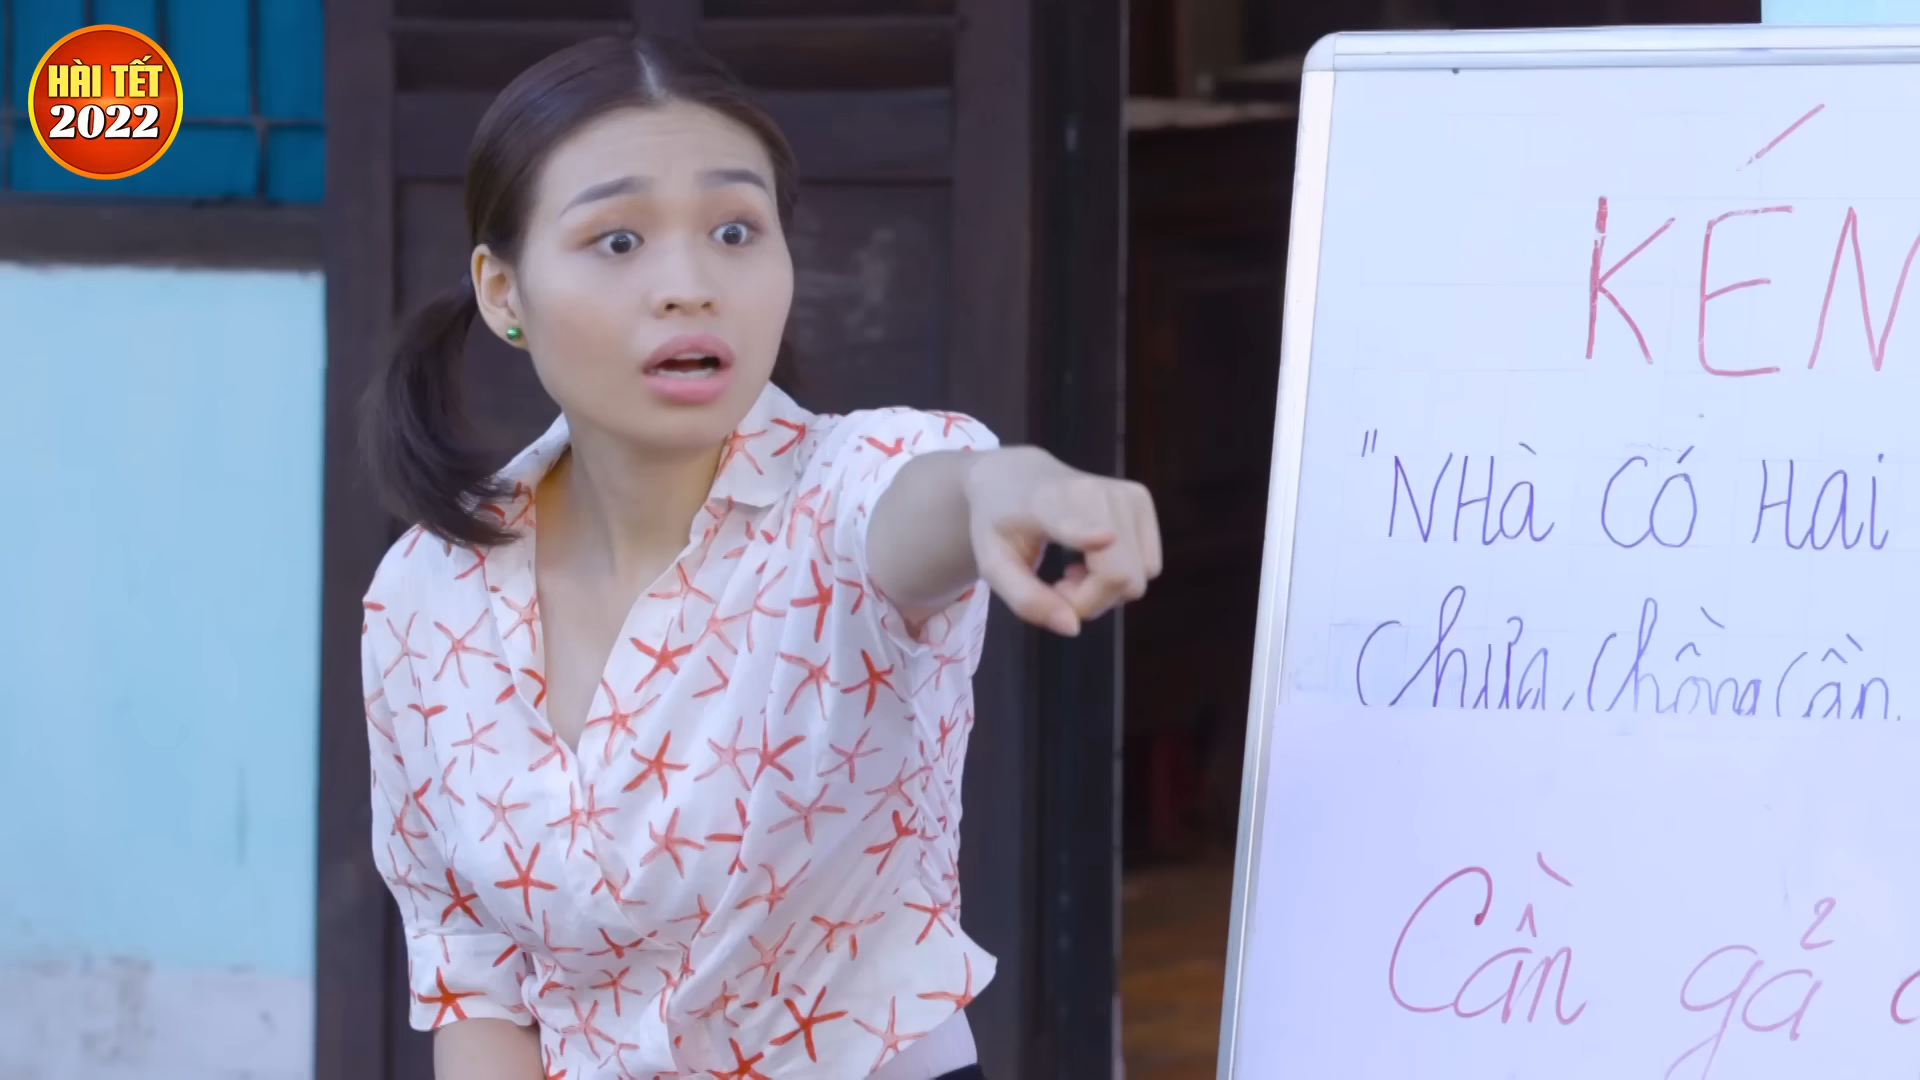 HÀI TẾT
2022
KÉN
"NHà Có Hai
Chưa, Chồng Cần
Cần gả